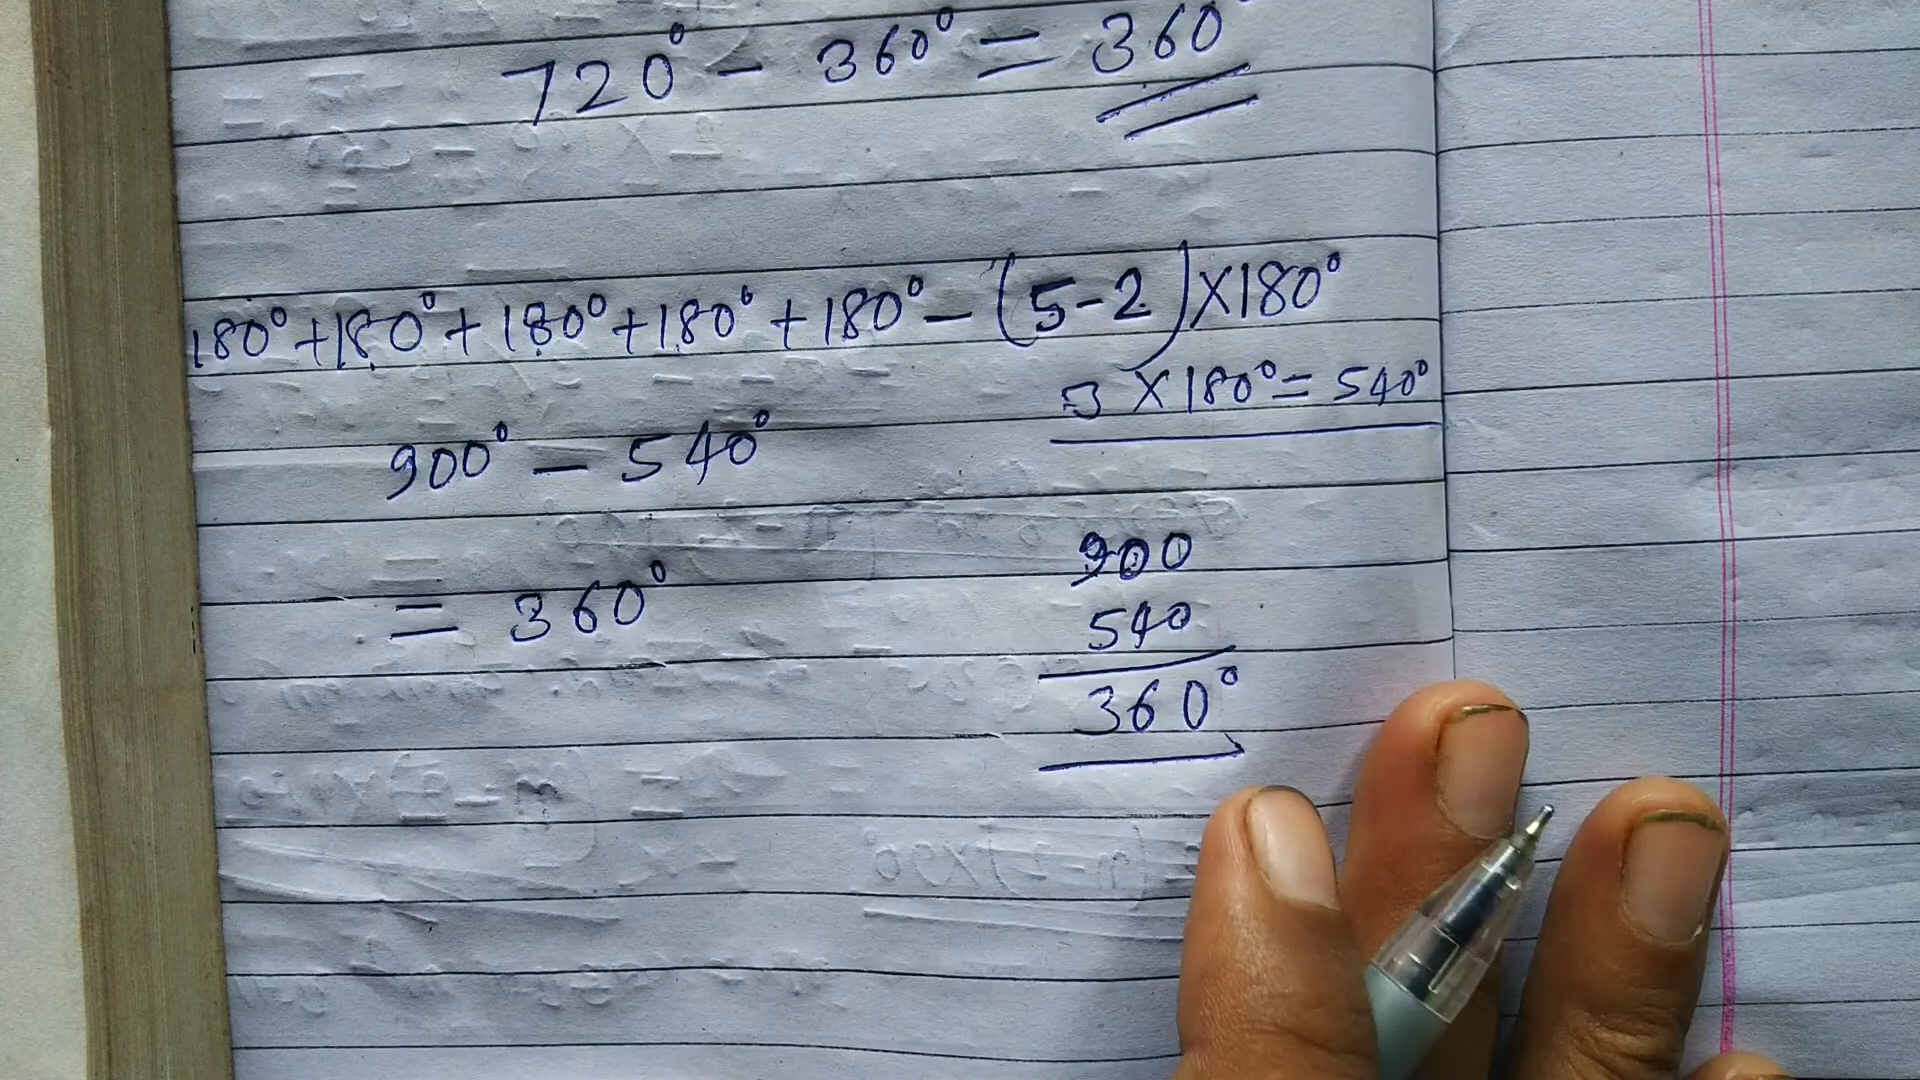 720° - 360° = 360°
180° + 180° + 180° + 180° + 180° - (5-2) × 180°
3 × 180° = 540°
900° - 540°
= 360°
900
540
360°